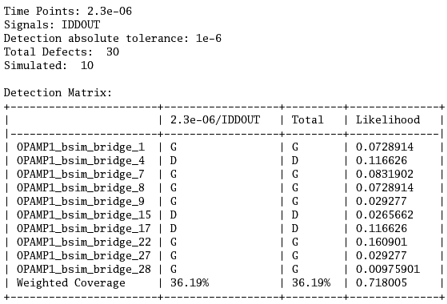 Time Points: 2.3e-06
Signals: IDDOUT
Detection absolute tolerance: 1e-6
Total Defects:  30
Simulated:  10
Detection Matrix:
+----------------------+-----------------+--------+-------------+
|                      | 2.3e-06/IDDOUT  | Total  | Likelihood  |
|----------------------+-----------------+--------+-------------|
| OPAMP1_bsim_bridge_1  | G | G | 0.0728914 |
| OPAMP1_bsim_bridge_4  | D | D | 0.116626 |
| OPAMP1_bsim_bridge_7  | G | G | 0.0831902 |
| OPAMP1_bsim_bridge_8  | G | G | 0.0728914 |
| OPAMP1_bsim_bridge_9  | G | G | 0.029277 |
| OPAMP1_bsim_bridge_15 | D | D | 0.0265662 |
| OPAMP1_bsim_bridge_17 | D | D | 0.116626 |
| OPAMP1_bsim_bridge_22 | G | G | 0.160901 |
| OPAMP1_bsim_bridge_27 | G | G | 0.029277 |
| OPAMP1_bsim_bridge_28 | G | G | 0.00975901 |
| Weighted Coverage | 36.19% | 36.19% | 0.718005 |
+----------------------+-----------------+--------+-------------+